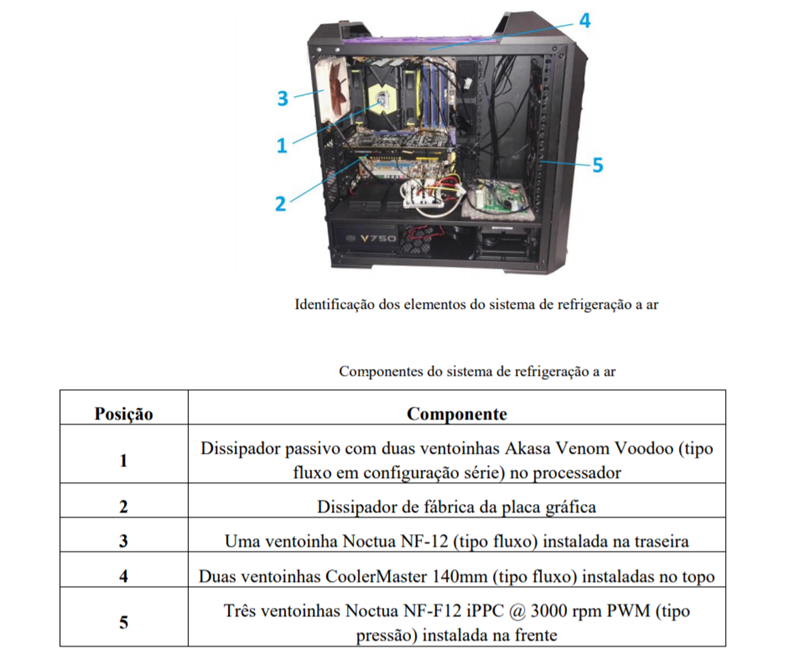 4
3
1
5
2
V750
Identificação dos elementos do sistema de refrigeração a ar
Componentes do sistema de refrigeração a ar
Posição Componente
1 Dissipador passivo com duas ventoinhas Akasa Venom Voodoo (tipo
fluxo em configuração série) no processador
2 Dissipador de fábrica da placa gráfica
3 Uma ventoinha Noctua NF-12 (tipo fluxo) instalada na traseira
4 Duas ventoinhas CoolerMaster 140mm (tipo fluxo) instaladas no topo
5 Três ventoinhas Noctua NF-F12 iPPC @ 3000 rpm PWM (tipo
pressão) instalada na frente